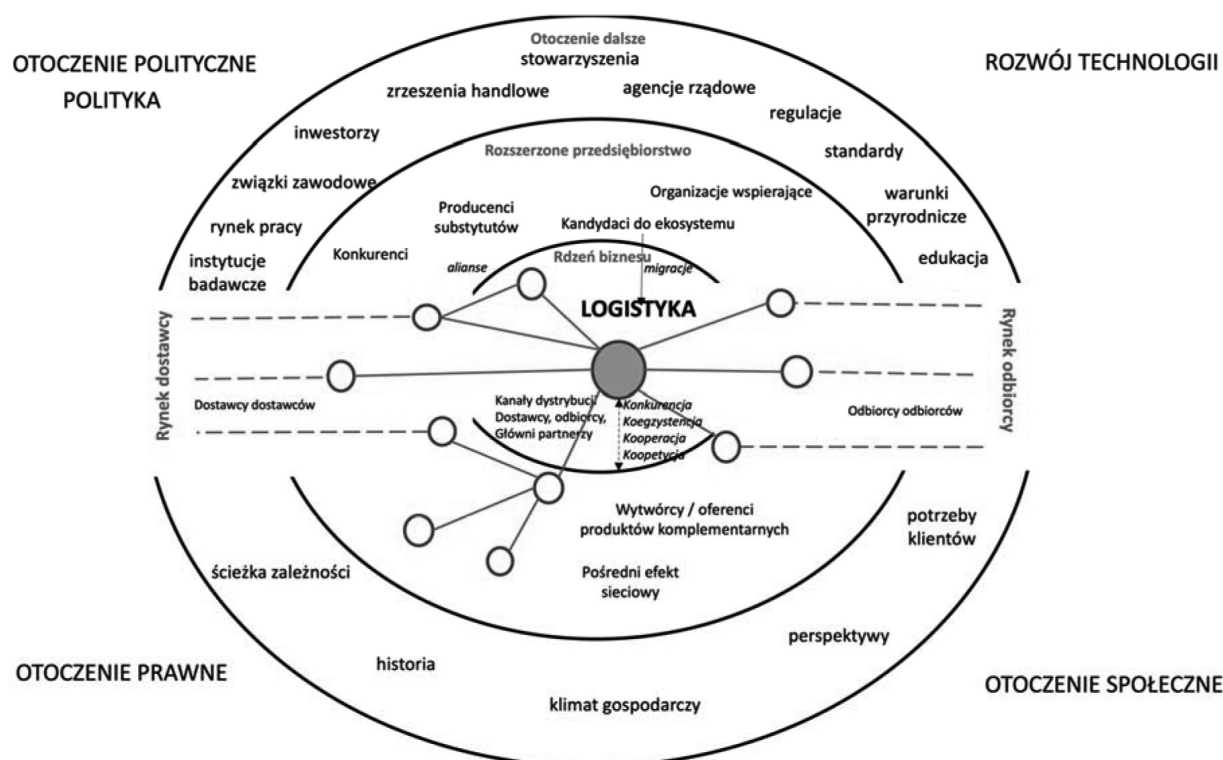 OTOCZENIE POLITYCZNE
POLITYKA
ROZWÓJ TECHNOLOGII
Otoczenie dalsze
stowarzyszenia
zrzeszenia handlowe
agencje rządowe
regulacje
inwestorzy
standardy
związki zawodowe
warunki
przyrodnicze
rynek pracy
edukacja
instytucje
badawcze
Rozszerzone przedsiębiorstwo
Organizacje wspierające
Producenci
substytutów
Kandydaci do ekosystemu
Konkurenci
Rdzeń biznesu
alianse
migracje
LOGISTYKA
Rynek dostawcy
Rynek odbiorcy
Dostawcy dostawców
Kanały dystrybucji
Dostawcy, odbiorcy,
Główni partnerzy
Konkurencja
Koegzystencja
Kooperacja
Koopetycja
Odbiorcy odbiorców
Wytwórcy / oferenci
produktów komplementarnych
potrzeby
klientów
Pośredni efekt
sieciowy
ścieżka zależności
perspektywy
historia
klimat gospodarczy
OTOCZENIE PRAWNE
OTOCZENIE SPOŁECZNE